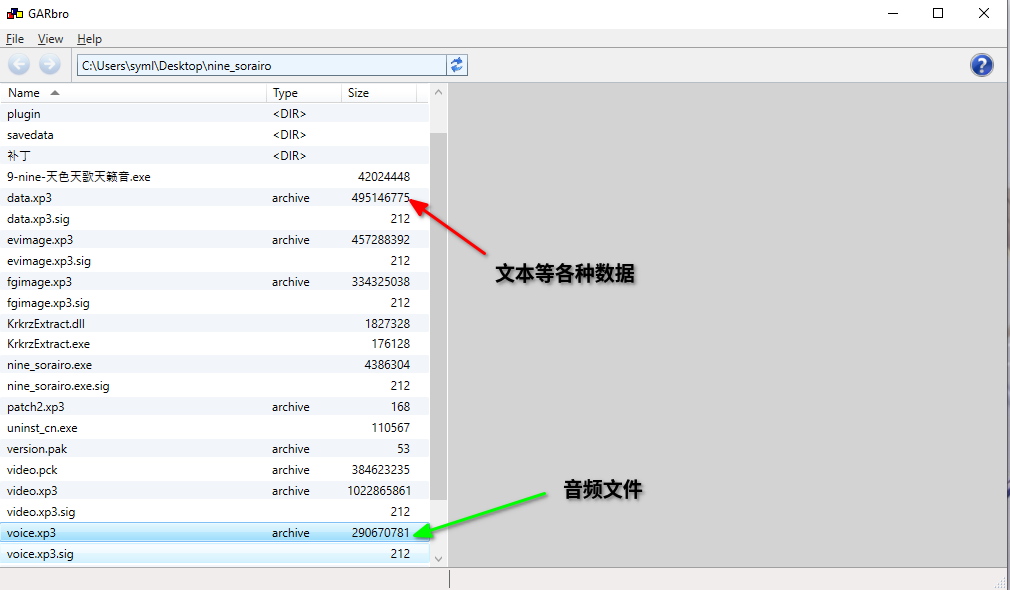 GARbro
File View Help
C:\Users\syml\Desktop\nine_sorairo
Name Type Size
plugin <DIR>
savedata <DIR>
补丁 <DIR>
9-nine-天色天歌天籁音.exe 42024448
data.xp3 archive 495146775
data.xp3.sig 212
evimage.xp3 archive 457288392
evimage.xp3.sig 212
fgimage.xp3 archive 334325038
fgimage.xp3.sig 212
KrkrzExtract.dll 1827328
KrkrzExtract.exe 176128
nine_sorairo.exe 4386304
nine_sorairo.exe.sig 212
patch2.xp3 archive 168
uninst_cn.exe 110567
version.pak archive 53
video.pck archive 384623235
video.xp3 archive 1022865861
video.xp3.sig 212
voice.xp3 archive 290670781
voice.xp3.sig 212
文本等各种数据
音频文件